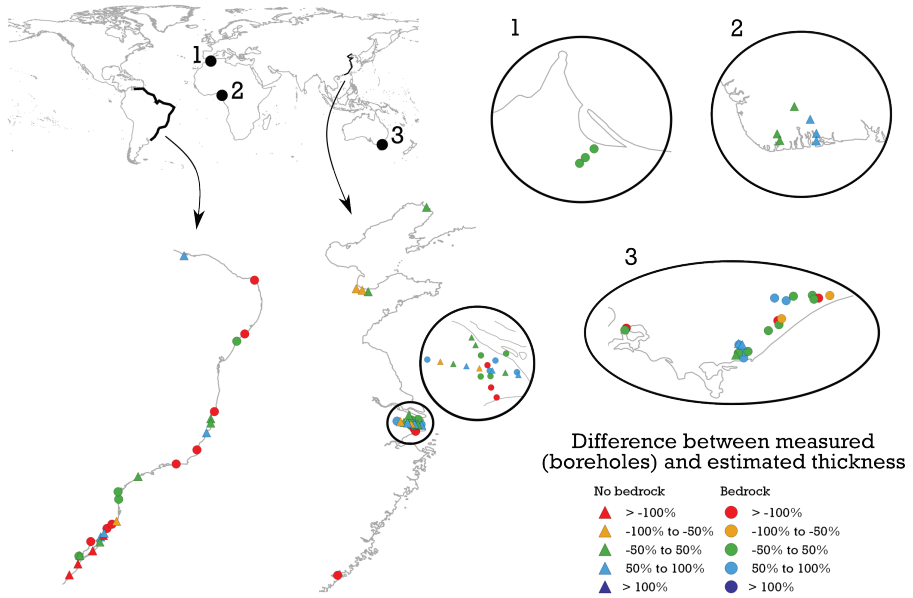 1
2
3
1
2
3
Difference between measured
(boreholes) and estimated thickness
No bedrock
Bedrock
> -100%
> -100%
-100% to -50%
-100% to -50%
-50% to 50%
-50% to 50%
50% to 100%
50% to 100%
> 100%
> 100%